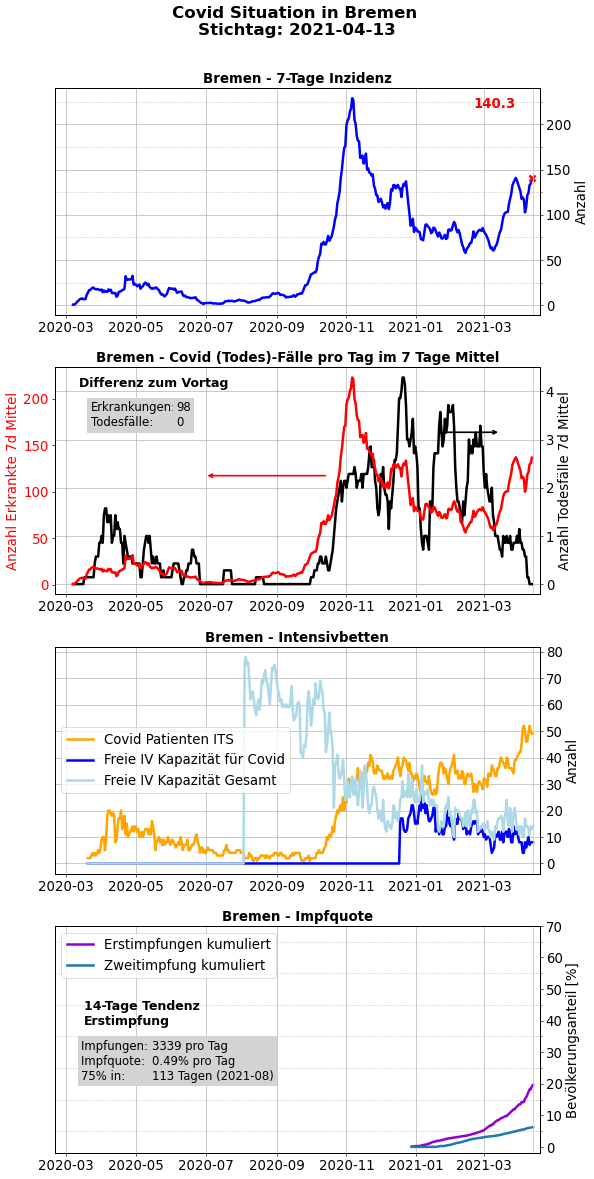 Covid Situation in Bremen
Stichtag: 2021-04-13
Bremen - 7-Tage Inzidenz
140.3
200
150
100
50
0
Anzahl
2020-03 2020-05 2020-07 2020-09 2020-11 2021-01 2021-03
Bremen - Covid (Todes)-Fälle pro Tag im 7 Tage Mittel
Differenz zum Vortag
Erkrankungen: 98
Todesfälle: 0
Anzahl Erkrankte 7d Mittel
200
150
100
50
0
4
3
2
1
0
Anzahl Todesfälle 7d Mittel
2020-03 2020-05 2020-07 2020-09 2020-11 2021-01 2021-03
Bremen - Intensivbetten
Covid Patienten ITS
Freie IV Kapazität für Covid
Freie IV Kapazität Gesamt
80
70
60
50
40
30
20
10
0
Anzahl
2020-03 2020-05 2020-07 2020-09 2020-11 2021-01 2021-03
Bremen - Impfquote
Erstimpfungen kumuliert
Zweitimpfung kumuliert
14-Tage Tendenz
Erstimpfung
Impfungen: 3339 pro Tag
Impfquote: 0.49% pro Tag
75% in: 113 Tagen (2021-08)
70
60
50
40
30
20
10
0
Bevölkerungsanteil [%]
2020-03 2020-05 2020-07 2020-09 2020-11 2021-01 2021-03